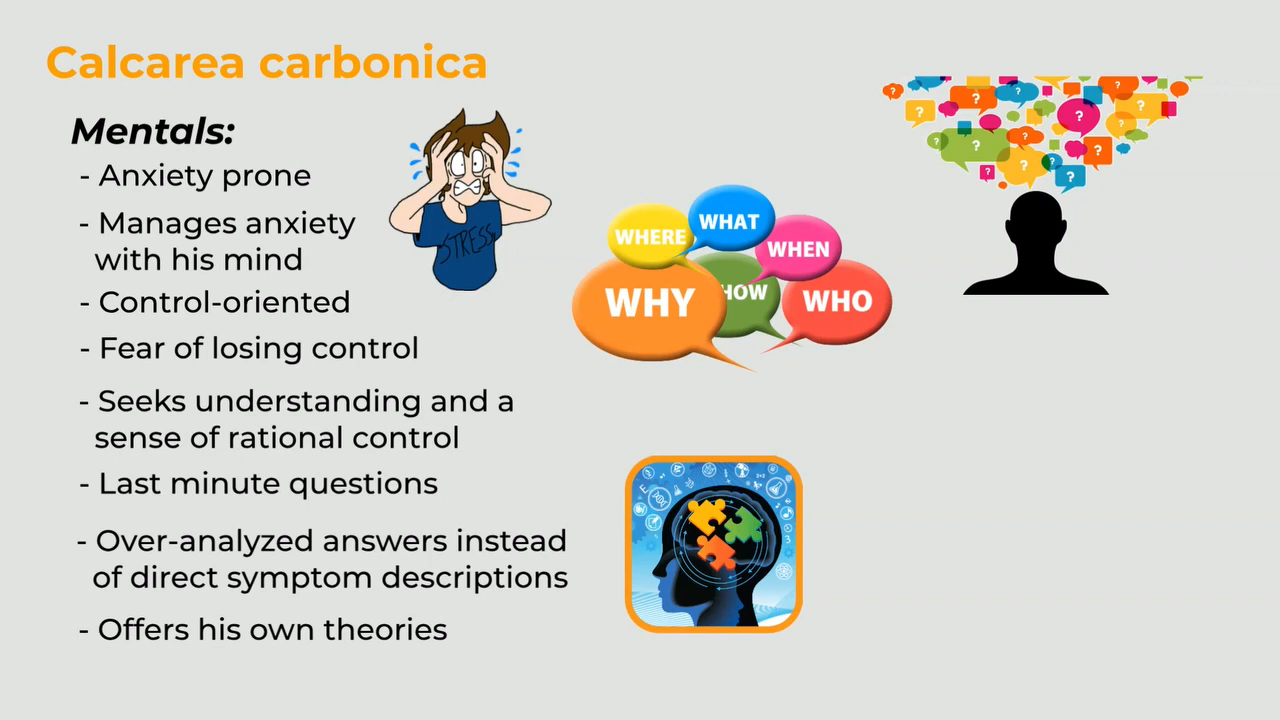 Calcarea carbonica
Mentals:
- Anxiety prone
- Manages anxiety
with his mind
- Control-oriented
- Fear of losing control
- Seeks understanding and a
sense of rational control
- Last minute questions
- Over-analyzed answers instead
of direct symptom descriptions
- Offers his own theories
STRESS
WHERE
WHAT
WHEN
WHY
HOW
WHO
? ? ? ? ? ? ? ? ? ?